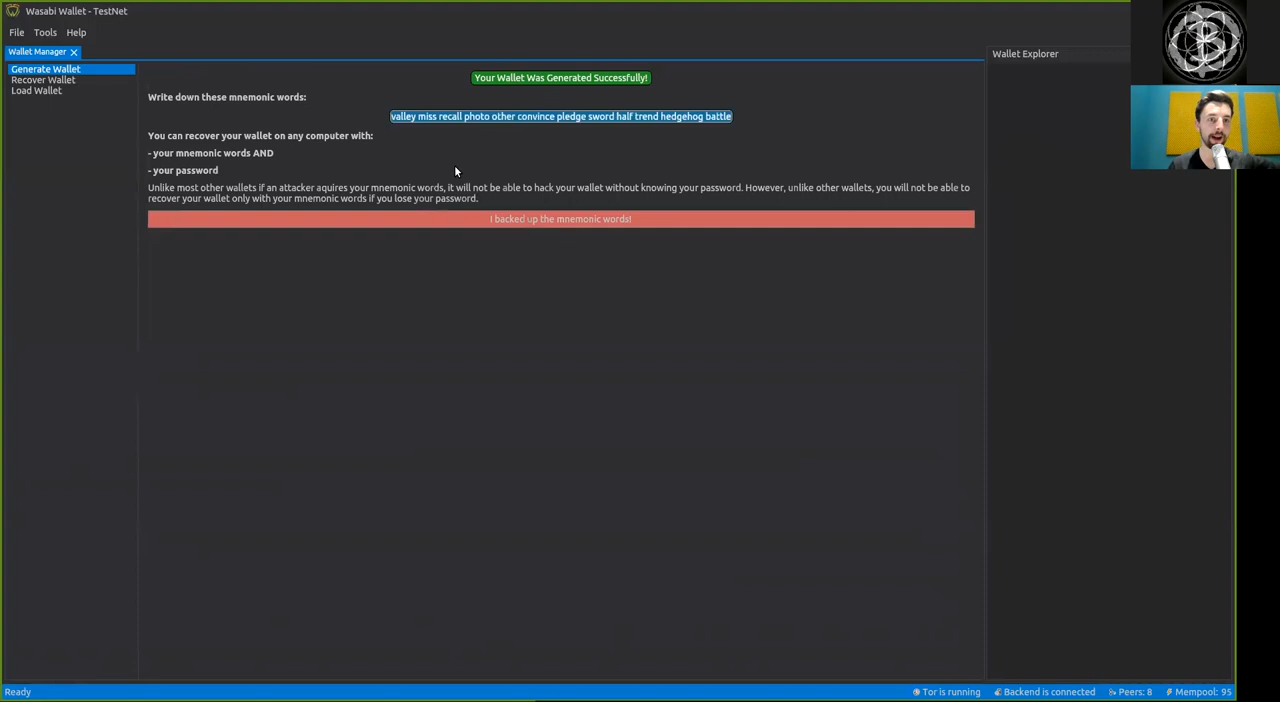 Wasabi Wallet - TestNet
File Tools Help
Wallet Manager
Wallet Explorer
Generate Wallet
Recover Wallet
Load Wallet
Your Wallet Was Generated Successfully!
Write down these mnemonic words:
valley miss recall photo other convince pledge sword half trend hedgehog battle
You can recover your wallet on any computer with:
- your mnemonic words AND
- your password
Unlike most other wallets if an attacker aquires your mnemonic words, it will not be able to hack your wallet without knowing your password. However, unlike other wallets, you will not be able to
recover your wallet only with your mnemonic words if you lose your password.
I backed up the mnemonic words!
Ready Tor is running Backend is connected Peers: 8 Mempool: 95